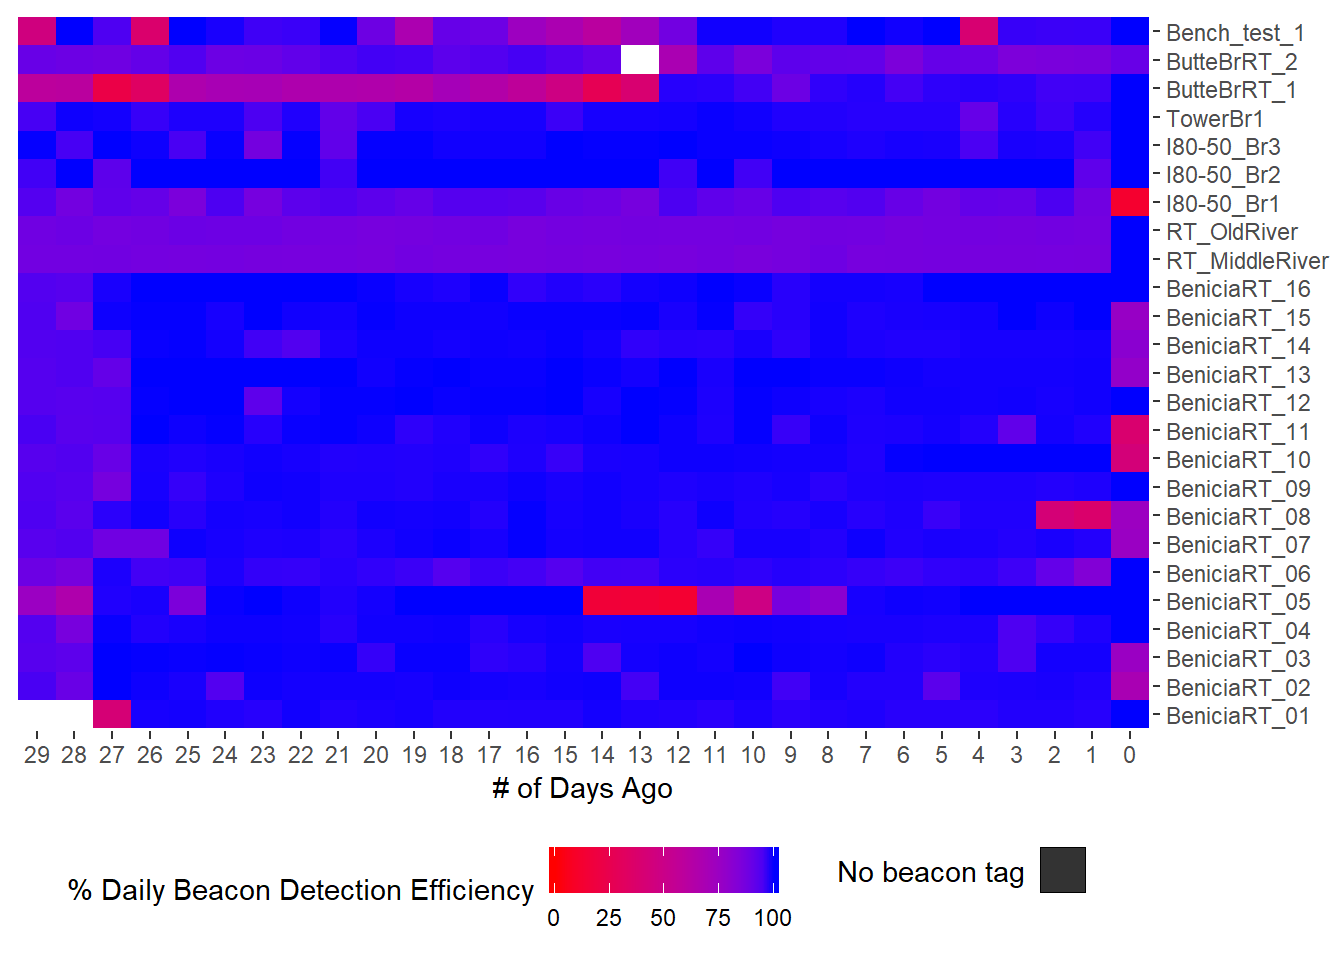 Bench_test_1
ButteBrRT_2
ButteBrRT_1
TowerBr1
I80-50_Br3
I80-50_Br2
I80-50_Br1
RT_OldRiver
RT_MiddleRiver
BeniciaRT_16
BeniciaRT_15
BeniciaRT_14
BeniciaRT_13
BeniciaRT_12
BeniciaRT_11
BeniciaRT_10
BeniciaRT_09
BeniciaRT_08
BeniciaRT_07
BeniciaRT_06
BeniciaRT_05
BeniciaRT_04
BeniciaRT_03
BeniciaRT_02
BeniciaRT_01
29 28 27 26 25 24 23 22 21 20 19 18 17 16 15 14 13 12 11 10 9 8 7 6 5 4 3 2 1 0
# of Days Ago
% Daily Beacon Detection Efficiency
0 25 50 75 100
No beacon tag